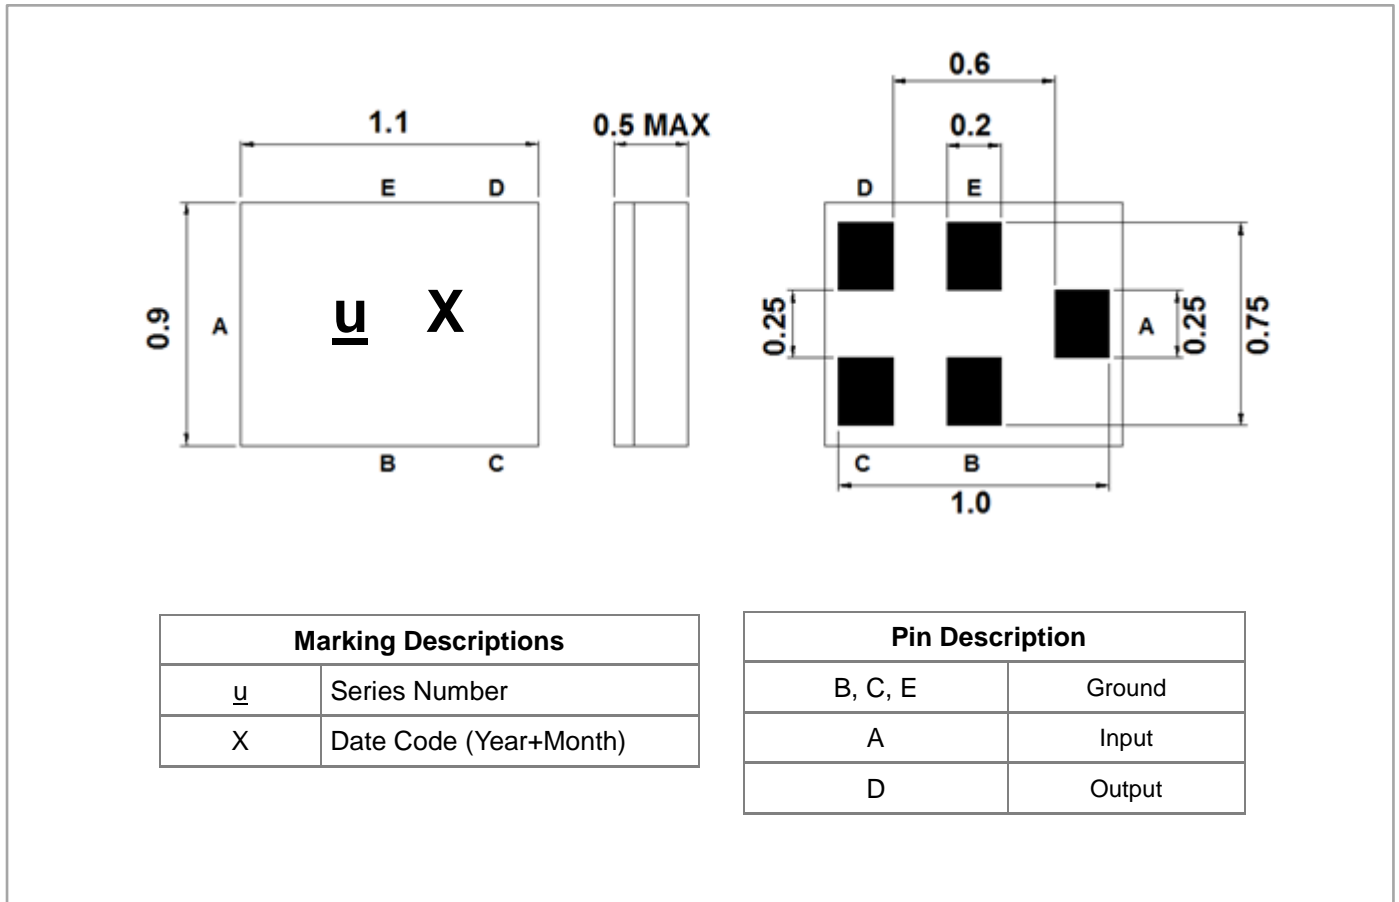 0.6
1.1
0.5 MAX
0.2
E D
D E
0.9
A
u X
0.25
A
0.25
0.75
B C
C B
1.0
Marking Descriptions
u Series Number
X Date Code (Year+Month)
Pin Description
B, C, E Ground
A Input
D Output